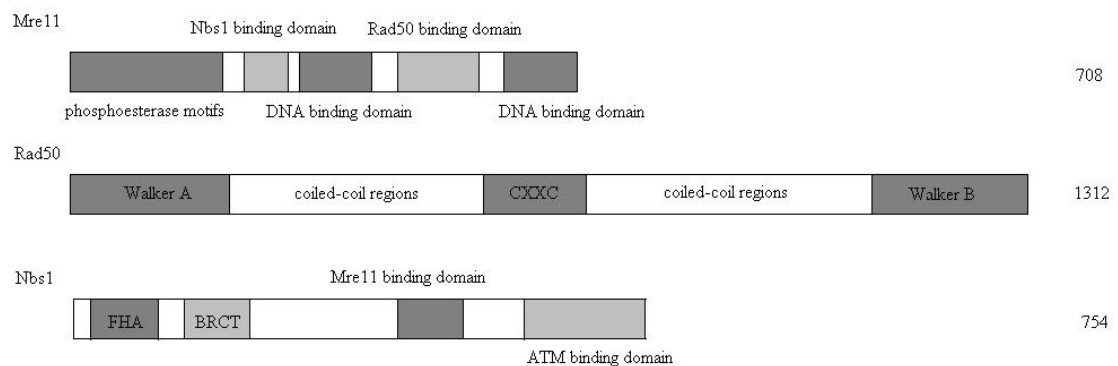 Mre11
Nbs1 binding domain Rad50 binding domain
708
phosphoesterase motifs DNA binding domain DNA binding domain
Rad50
Walker A coiled-coil regions CXXC coiled-coil regions Walker B 1312
Nbs1 Mre11 binding domain
FHA BRCT 754
ATM binding domain